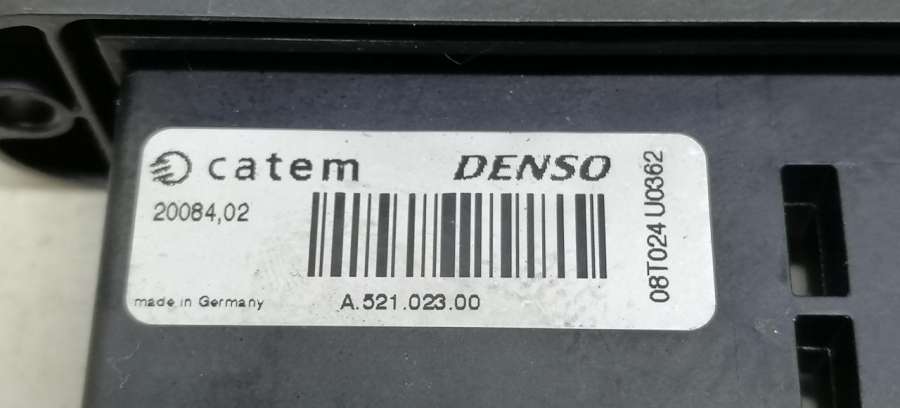 catem DENSO
20084,02
made in Germany A.521.023.00
08T024 U0362